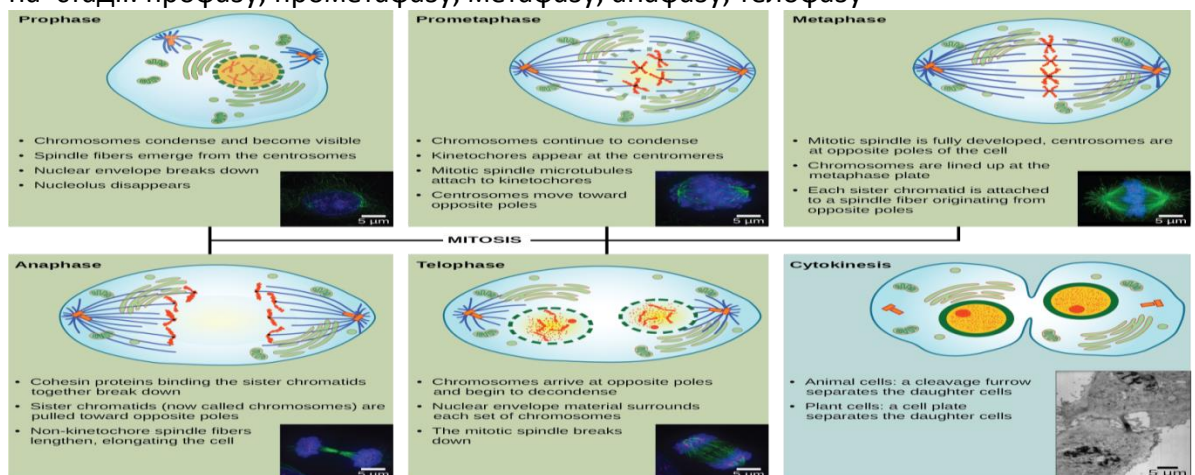 на стадії: профазу, прометафазу, метафазу, анафазу, телофазу
Prophase
• Chromosomes condense and become visible
• Spindle fibers emerge from the centrosomes
• Nuclear envelope breaks down
• Nucleolus disappears
5 µm
Prometaphase
• Chromosomes continue to condense
• Kinetochores appear at the centromeres
• Mitotic spindle microtubules
attach to kinetochores
• Centrosomes move toward
opposite poles
5 µm
Metaphase
• Mitotic spindle is fully developed, centrosomes are
at opposite poles of the cell
• Chromosomes are lined up at the
metaphase plate
• Each sister chromatid is attached
to a spindle fiber originating from
opposite poles
5 µm
MITOSIS
Anaphase
• Cohesin proteins binding the sister chromatids
together break down
• Sister chromatids (now called chromosomes) are
pulled toward opposite poles
• Non-kinetochore spindle fibers
lengthen, elongating the cell
5 µm
Telophase
• Chromosomes arrive at opposite poles
and begin to decondense
• Nuclear envelope material surrounds
each set of chromosomes
• The mitotic spindle breaks
down
5 µm
Cytokinesis
• Animal cells: a cleavage furrow
separates the daughter cells
• Plant cells: a cell plate
separates the daughter cells
5 µm